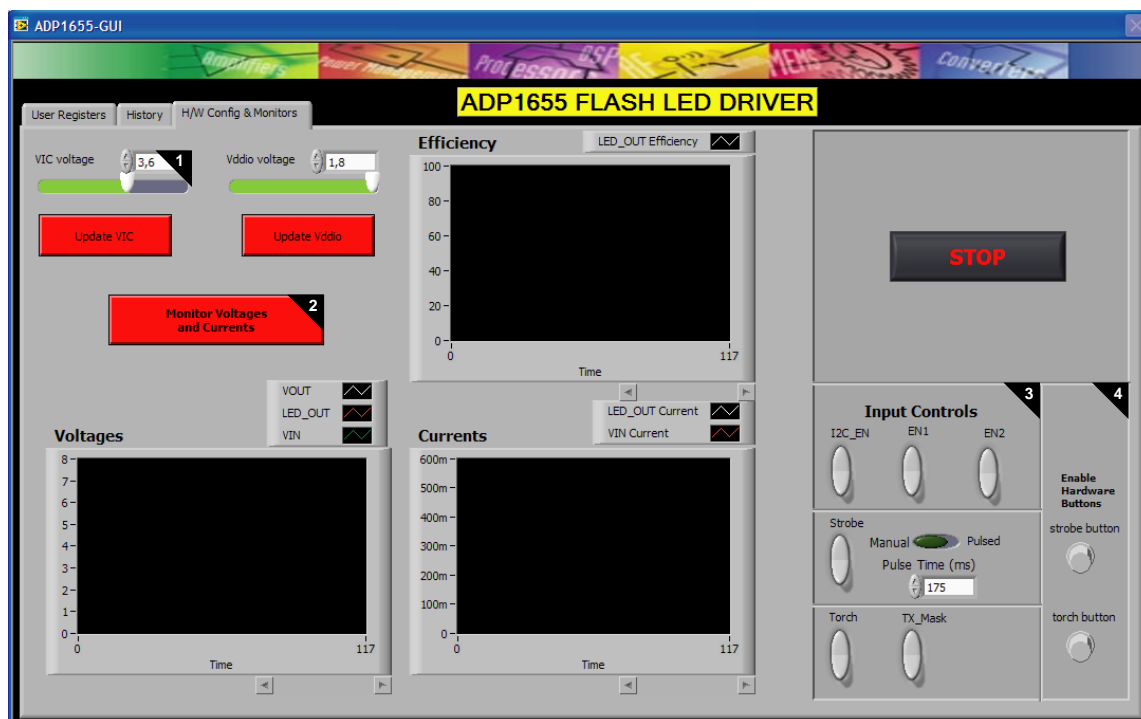 ADP1655-GUI
Amplifiers Power Management Processors DSP MEMS Converters
ADP1655 FLASH LED DRIVER
User Registers History H/W Config & Monitors
VIC voltage 3,6 1 Vddio voltage 1,8
Update VIC Update Vddio
Monitor Voltages 2
and Currents
Efficiency LED_OUT Efficiency
100
80
60
40
20
0
0 117
Time
STOP
VOUT
LED_OUT
VIN
Voltages
8
7
6
5
4
3
2
1
0
0 117
Time
LED_OUT Current
VIN Current
Currents
600m
500m
400m
300m
200m
100m
0
0 117
Time
3
Input Controls
I2C_EN EN1 EN2
Strobe
Manual Pulsed
Pulse Time (ms)
175
Torch TX_Mask
4
Enable
Hardware
Buttons
strobe button
torch button